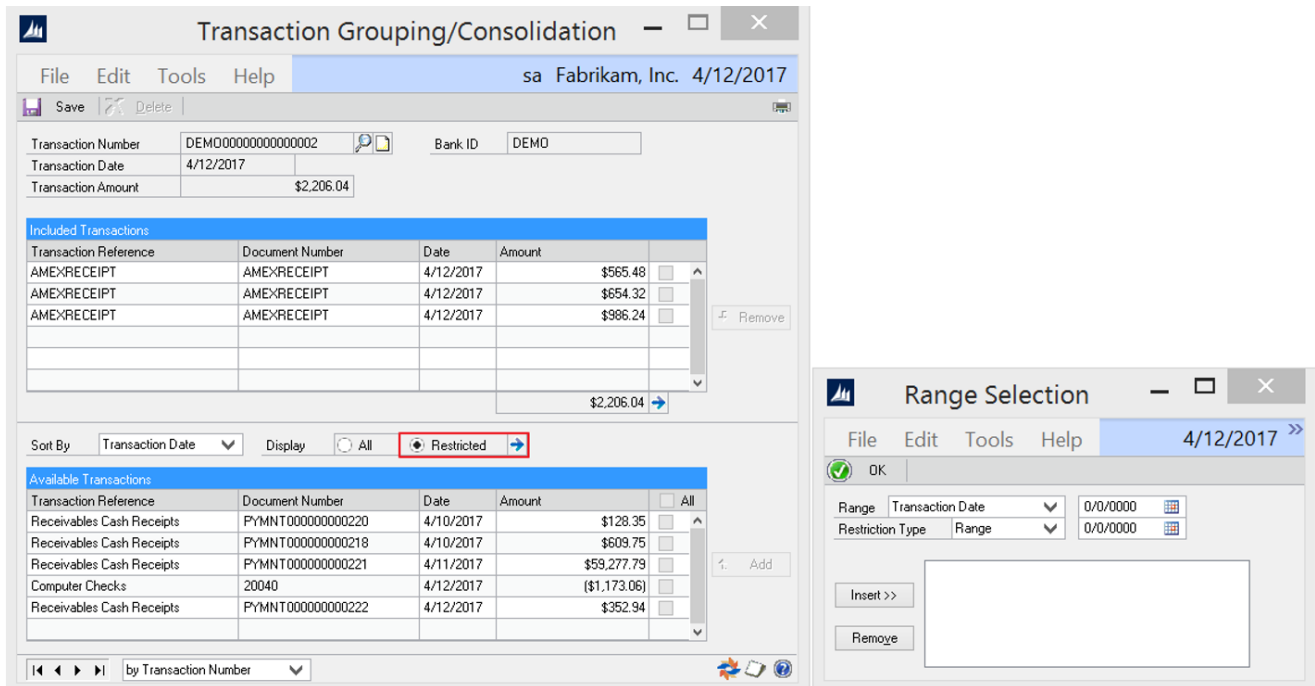 Transaction Grouping/Consolidation
File Edit Tools Help sa Fabrikam, Inc. 4/12/2017
Save Delete
Transaction Number DEMO00000000000002 Bank ID DEMO
Transaction Date 4/12/2017
Transaction Amount $2,206.04
Included Transactions
Transaction Reference Document Number Date Amount
AMEXRECEIPT AMEXRECEIPT 4/12/2017 $565.48
AMEXRECEIPT AMEXRECEIPT 4/12/2017 $654.32
AMEXRECEIPT AMEXRECEIPT 4/12/2017 $986.24
Remove
$2,206.04
Sort By Transaction Date Display All Restricted
Available Transactions
Transaction Reference Document Number Date Amount All
Receivables Cash Receipts PYMNT000000000220 4/10/2017 $128.35
Receivables Cash Receipts PYMNT000000000218 4/10/2017 $609.75
Receivables Cash Receipts PYMNT000000000221 4/11/2017 $59,277.79
Computer Checks 20040 4/12/2017 ($1,173.06)
Add
Receivables Cash Receipts PYMNT000000000222 4/12/2017 $352.94
by Transaction Number
Range Selection
File Edit Tools Help 4/12/2017 »
OK
Range Transaction Date 0/0/0000
Restriction Type Range 0/0/0000
Insert >>
Remove